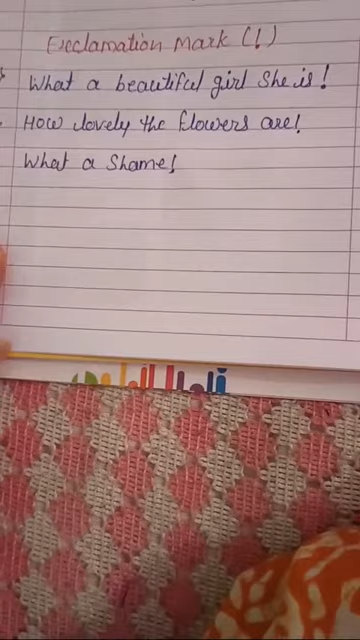 Exclamation Mark (!)
What a beautiful girl she is!
How lovely the flowers are!
What a Shame!